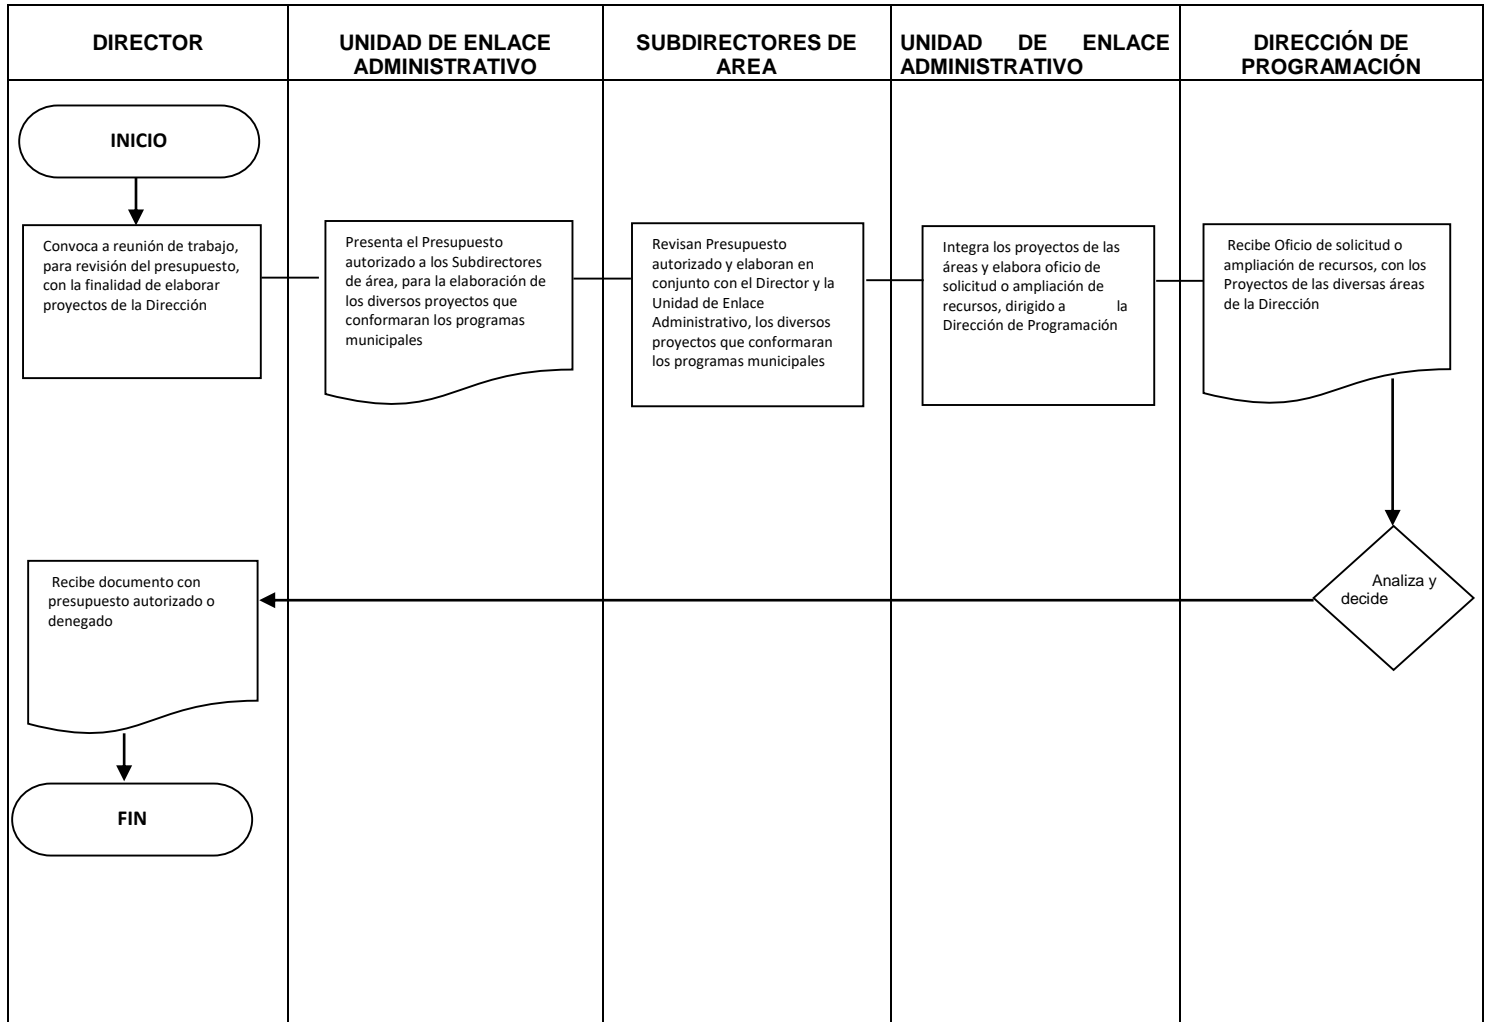 DIRECTOR
UNIDAD DE ENLACE
ADMINISTRATIVO
SUBDIRECTORES DE
AREA
UNIDAD DE ENLACE
ADMINISTRATIVO
DIRECCIÓN DE
PROGRAMACIÓN
INICIO
Convoca a reunión de trabajo,
para revisión del presupuesto,
con la finalidad de elaborar
proyectos de la Dirección
Presenta el Presupuesto
autorizado a los Subdirectores
de área, para la elaboración de
los diversos proyectos que
conformaran los programas
municipales
Revisan Presupuesto
autorizado y elaboran en
conjunto con el Director y la
Unidad de Enlace
Administrativo, los diversos
proyectos que conformaran
los programas municipales
Integra los proyectos de las
áreas y elabora oficio de
solicitud o ampliación de
recursos, dirigido a la
Dirección de Programación
Recibe Oficio de solicitud o
ampliación de recursos, con los
Proyectos de las diversas áreas
de la Dirección
Analiza y
decide
Recibe documento con
presupuesto autorizado o
denegado
FIN